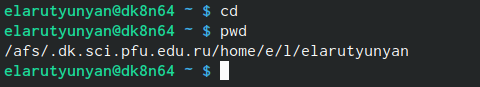 elarutyunyan@dk8n64 ~ $ cd
elarutyunyan@dk8n64 ~ $ pwd
/afs/.dk.sci.pfu.edu.ru/home/e/l/elarutyunyan
elarutyunyan@dk8n64 ~ $